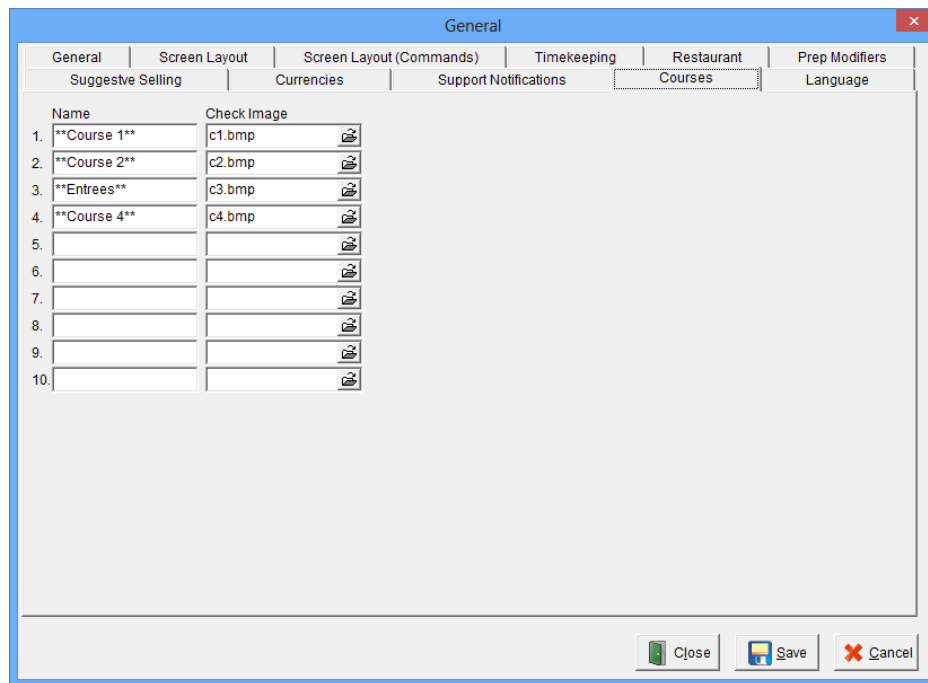 General
General Screen Layout Screen Layout (Commands) Timekeeping Restaurant Prep Modifiers
Suggestve Selling Currencies Support Notifications Courses Language
Name Check Image
1. **Course 1** c1.bmp
2. **Course 2** c2.bmp
3. **Entrees** c3.bmp
4. **Course 4** c4.bmp
5.
6.
7.
8.
9.
10.
Close Save Cancel